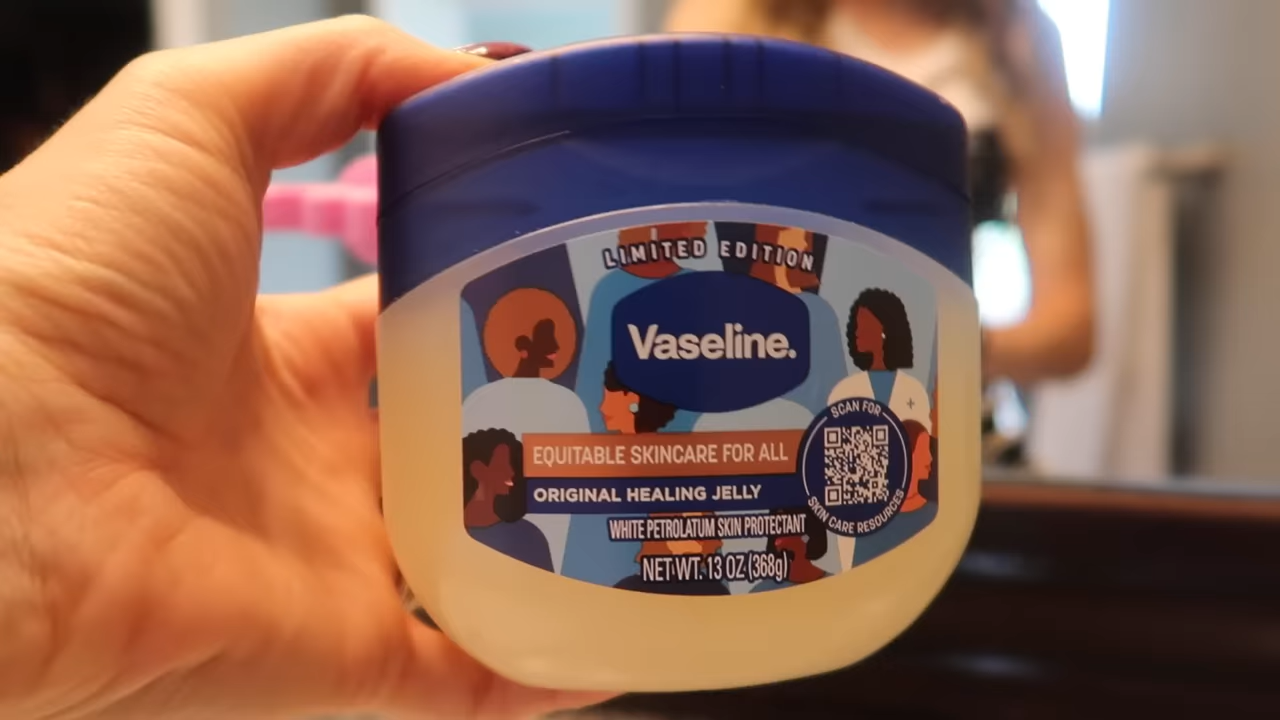 LIMITED EDITION
Vaseline.
EQUITABLE SKINCARE FOR ALL
ORIGINAL HEALING JELLY
WHITE PETROLATUM SKIN PROTECTANT
NET WT. 13 OZ (368g)
SCAN FOR
SKIN CARE RESOURCES